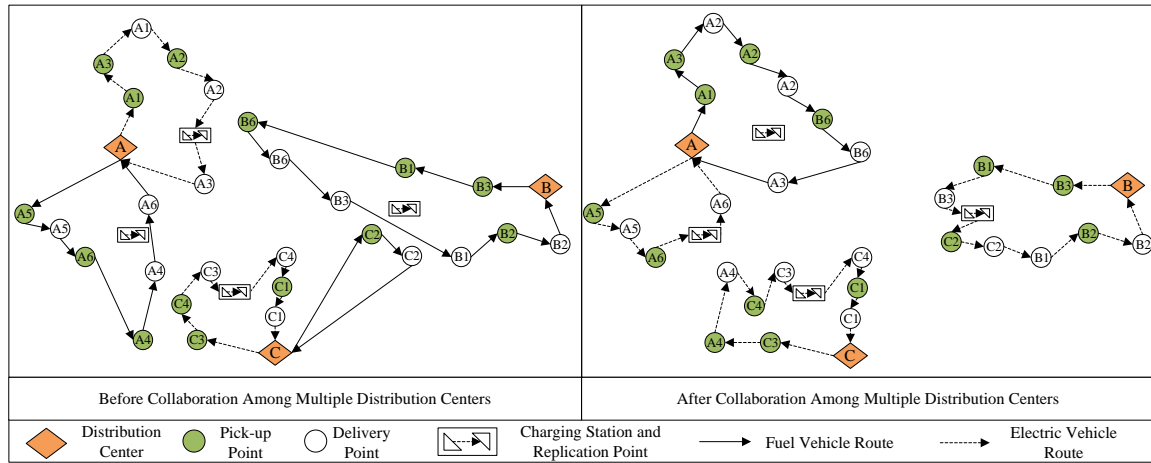 A1
A2
A3
A2
A1
A
A3
A5
A5
A6
A6
A4
A4
B6
B6
B1
B3
B
B3
B1
B2
B2
C2
C2
C4
C3
C1
C4
C1
C3
C
A2
A2
A3
A2
A1
B6
A
B6
A3
A5
A5
A6
A6
B1
B3
B
B3
C2
C2
B1
B2
B2
C4
C3
A4
C1
C4
C1
A4
C3
C
Before Collaboration Among Multiple Distribution Centers
After Collaboration Among Multiple Distribution Centers
Distribution
Center
Pick-up
Point
Delivery
Point
Charging Station and
Replication Point
Fuel Vehicle Route
Electric Vehicle
Route